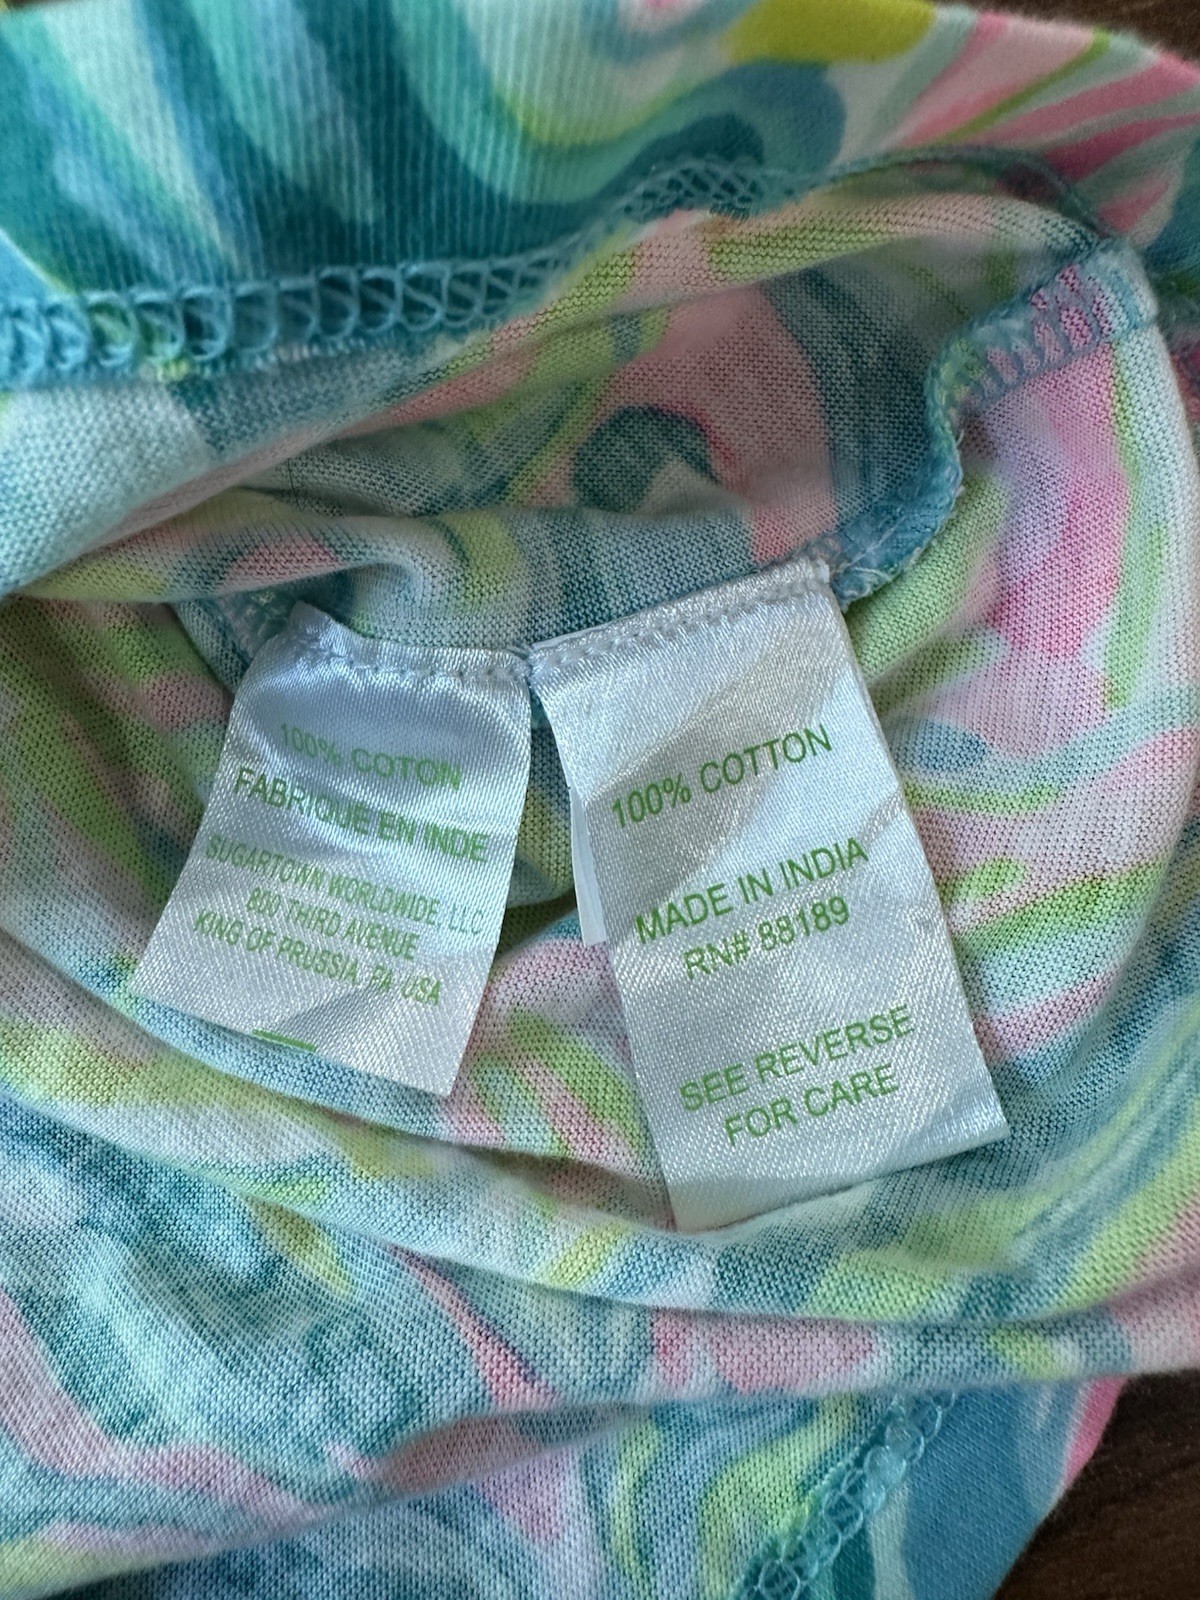 100% COTON
FABRIQUE EN INDE
SUGARTOWN WORLDWIDE, LLC
800 THIRD AVENUE
KING OF PRUSSIA, PA USA
100% COTTON
MADE IN INDIA
RN# 88189
SEE REVERSE
FOR CARE